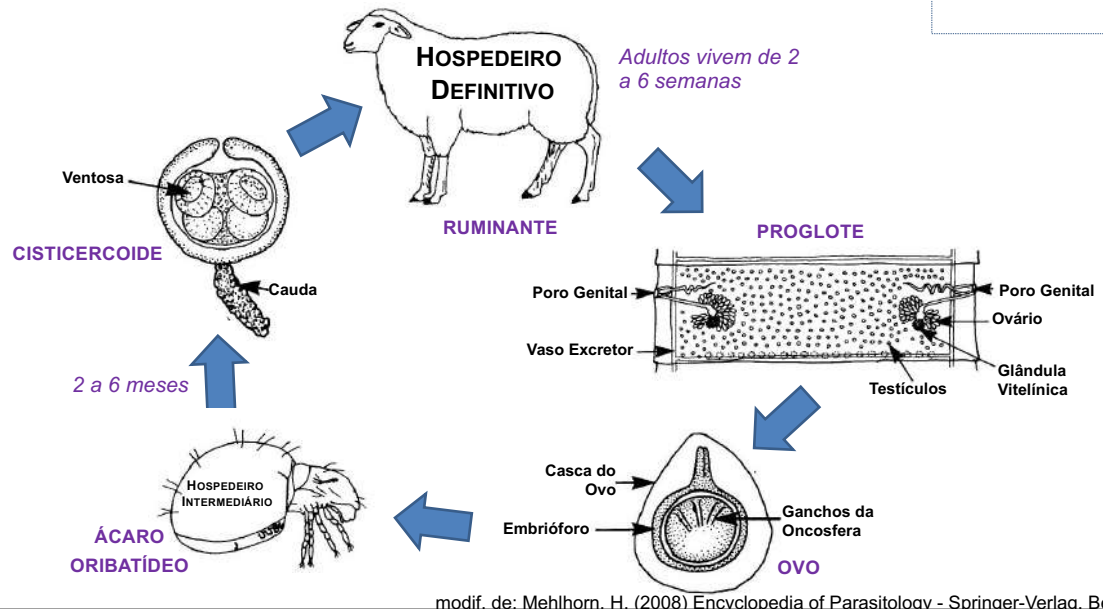 HOSPEDEIRO
DEFINITIVO
Adultos vivem de 2
a 6 semanas
RUMINANTE
Ventosa
CISTICERCOIDE
Cauda
PROGLOTE
Poro Genital
Poro Genital
Ovário
Vaso Excretor
Glândula
Vitelínica
Testículos
2 a 6 meses
HOSPEDEIRO
INTERMEDIÁRIO
ÁCARO
ORIBATÍDEO
Casca do
Ovo
Embrióforo
Ganchos da
Oncosfera
OVO
modif. de: Mehlhorn, H. (2008) Encyclopedia of Parasitology - Springer-Verlag,